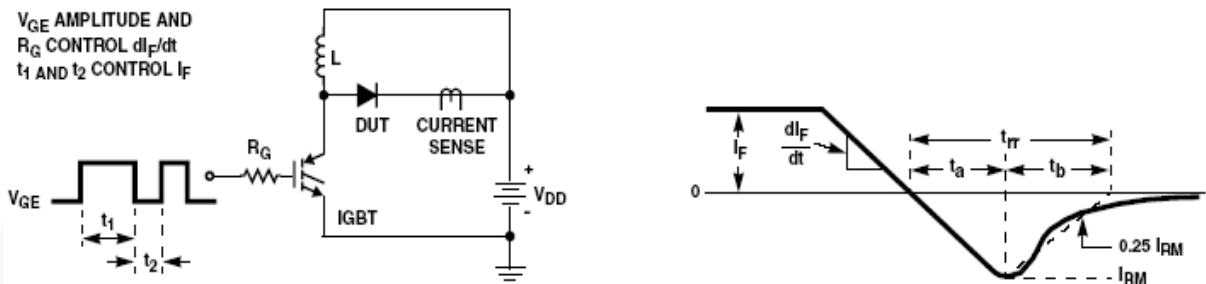 V_GE AMPLITUDE AND
R_G CONTROL dI_F/dt
t_1 AND t_2 CONTROL I_F
L
DUT
CURRENT
SENSE
R_G
V_GE
IGBT
+
V_DD
-
t_1
t_2
I_F
dI_F
dt
t_rr
t_a
t_b
0
0.25 I_RM
I_RM